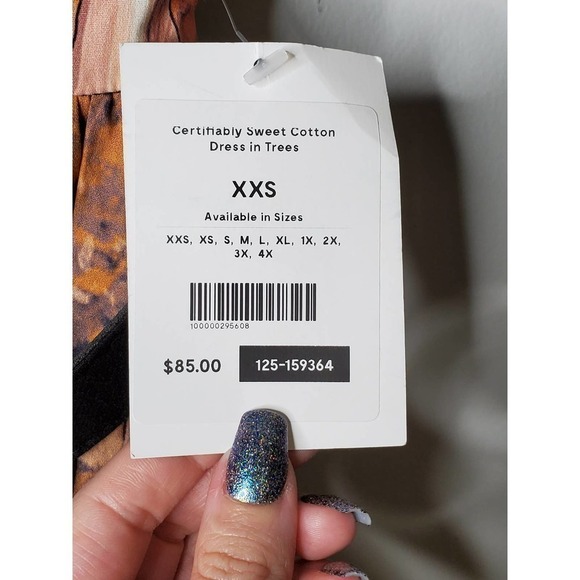 Certifiably Sweet Cotton
Dress in Trees
XXS
Available in Sizes
XXS, XS, S, M, L, XL, 1X, 2X,
3X, 4X
100000295608
$85.00 125-159364